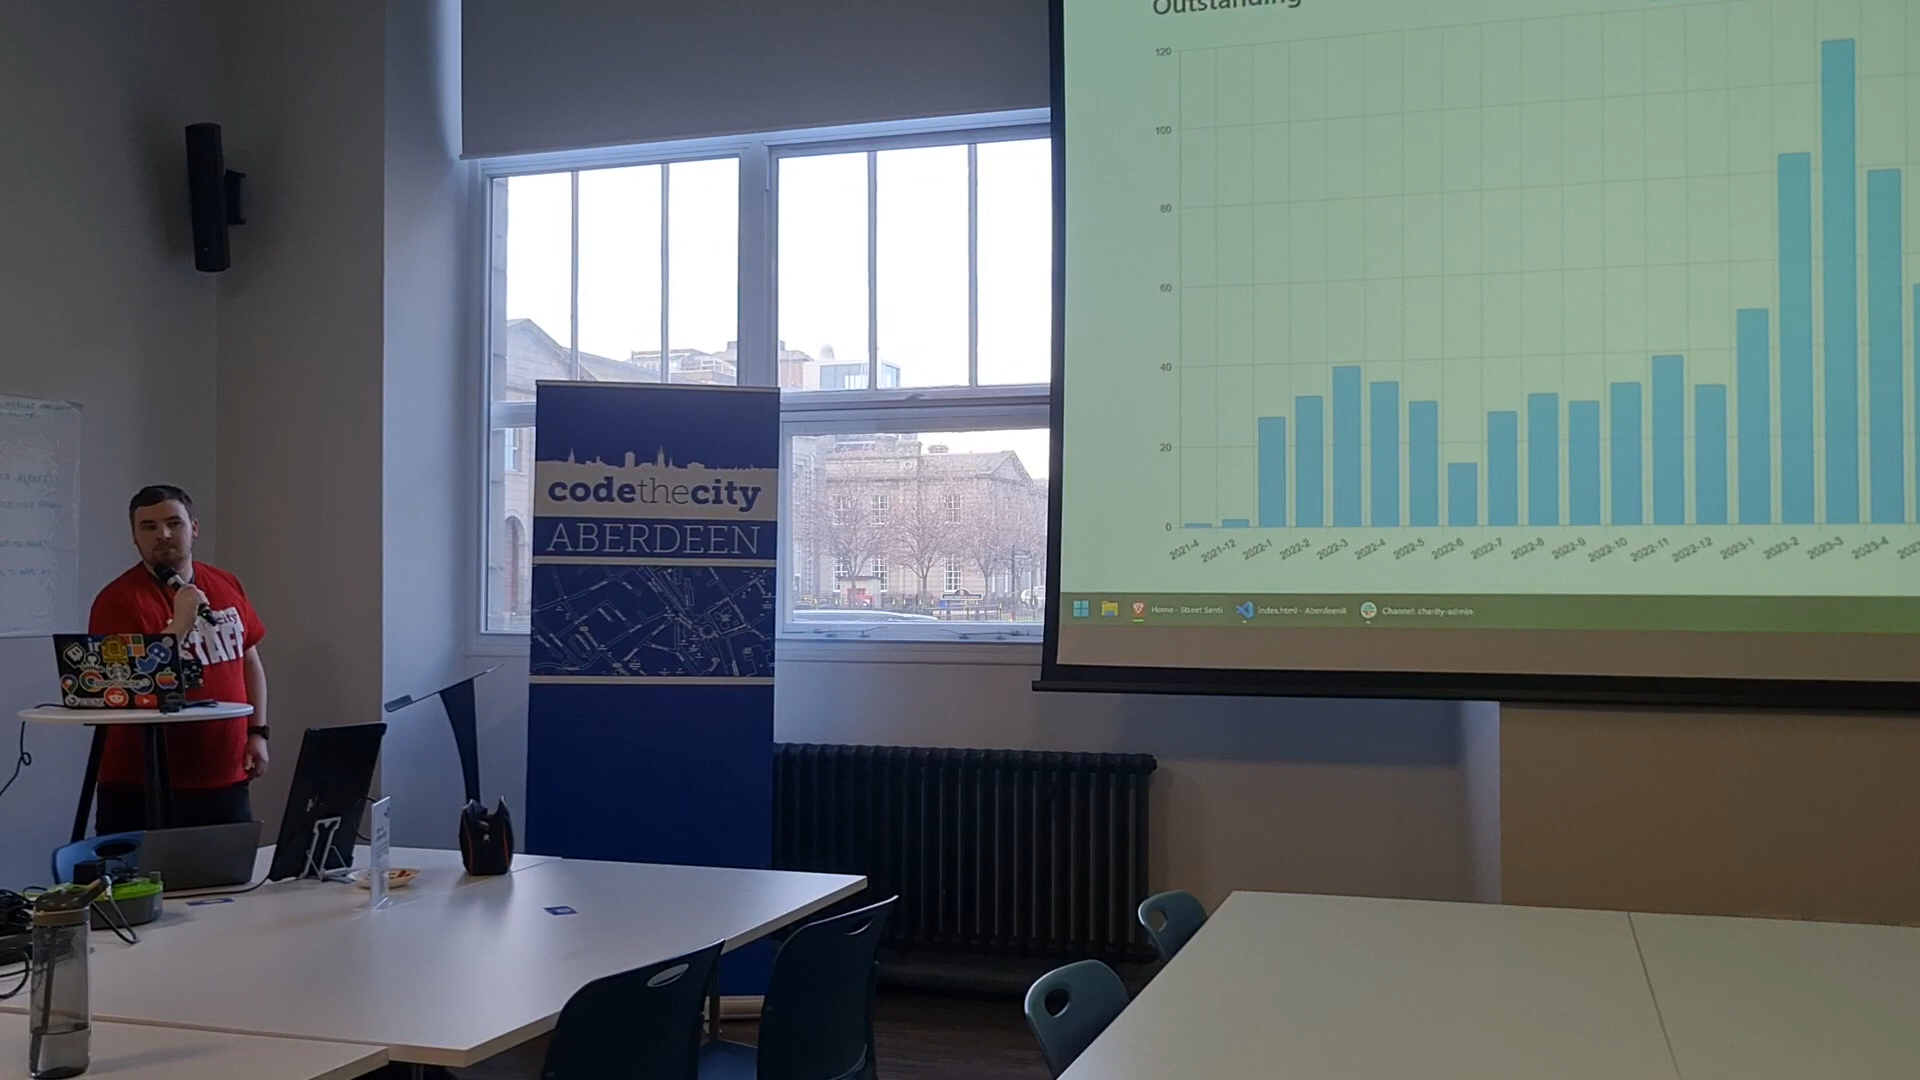 Outstanding
120
100
80
60
40
20
0
2021-4 2021-12 2022-1 2022-2 2022-3 2022-4 2022-5 2022-6 2022-7 2022-8 2022-9 2022-10 2022-11 2022-12 2023-1 2023-2 2023-3 2023-4
Home - Street Senti index.html - AberdeenR Channel: charity-admin
codethecity
ABERDEEN
city
STAFF